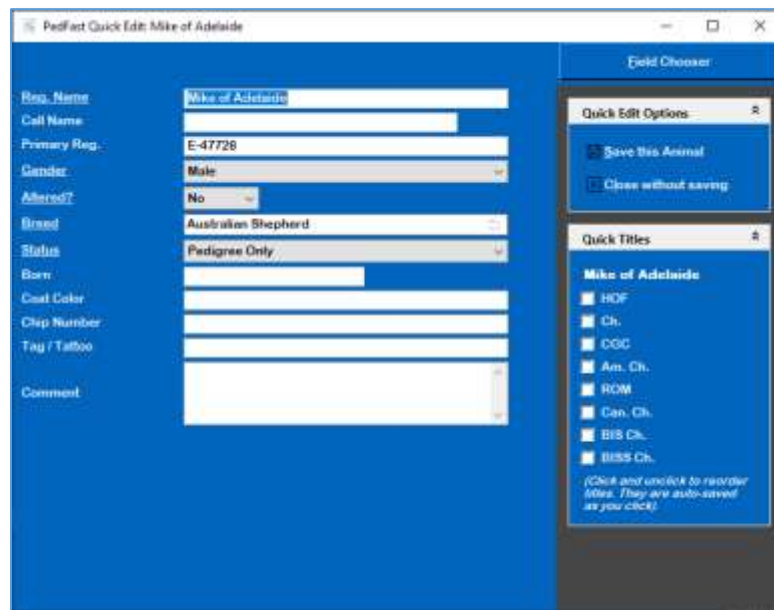 PedFast Quick Edit: Mike of Adelaide
Field Chooser
Reg. Name Mike of Adelaide
Call Name
Primary Reg. E-47728
Gender Male
Altered? No
Breed Australian Shepherd
Status Pedigree Only
Born
Coat Color
Chip Number
Tag / Tattoo
Comment
Quick Edit Options
Save this Animal
Close without saving
Quick Titles
Mike of Adelaide
HOF
Ch.
CGC
Am. Ch.
ROM
Can. Ch.
BIS Ch.
BISS Ch.
(Click and unclick to reorder
titles. They are auto-saved
as you click).